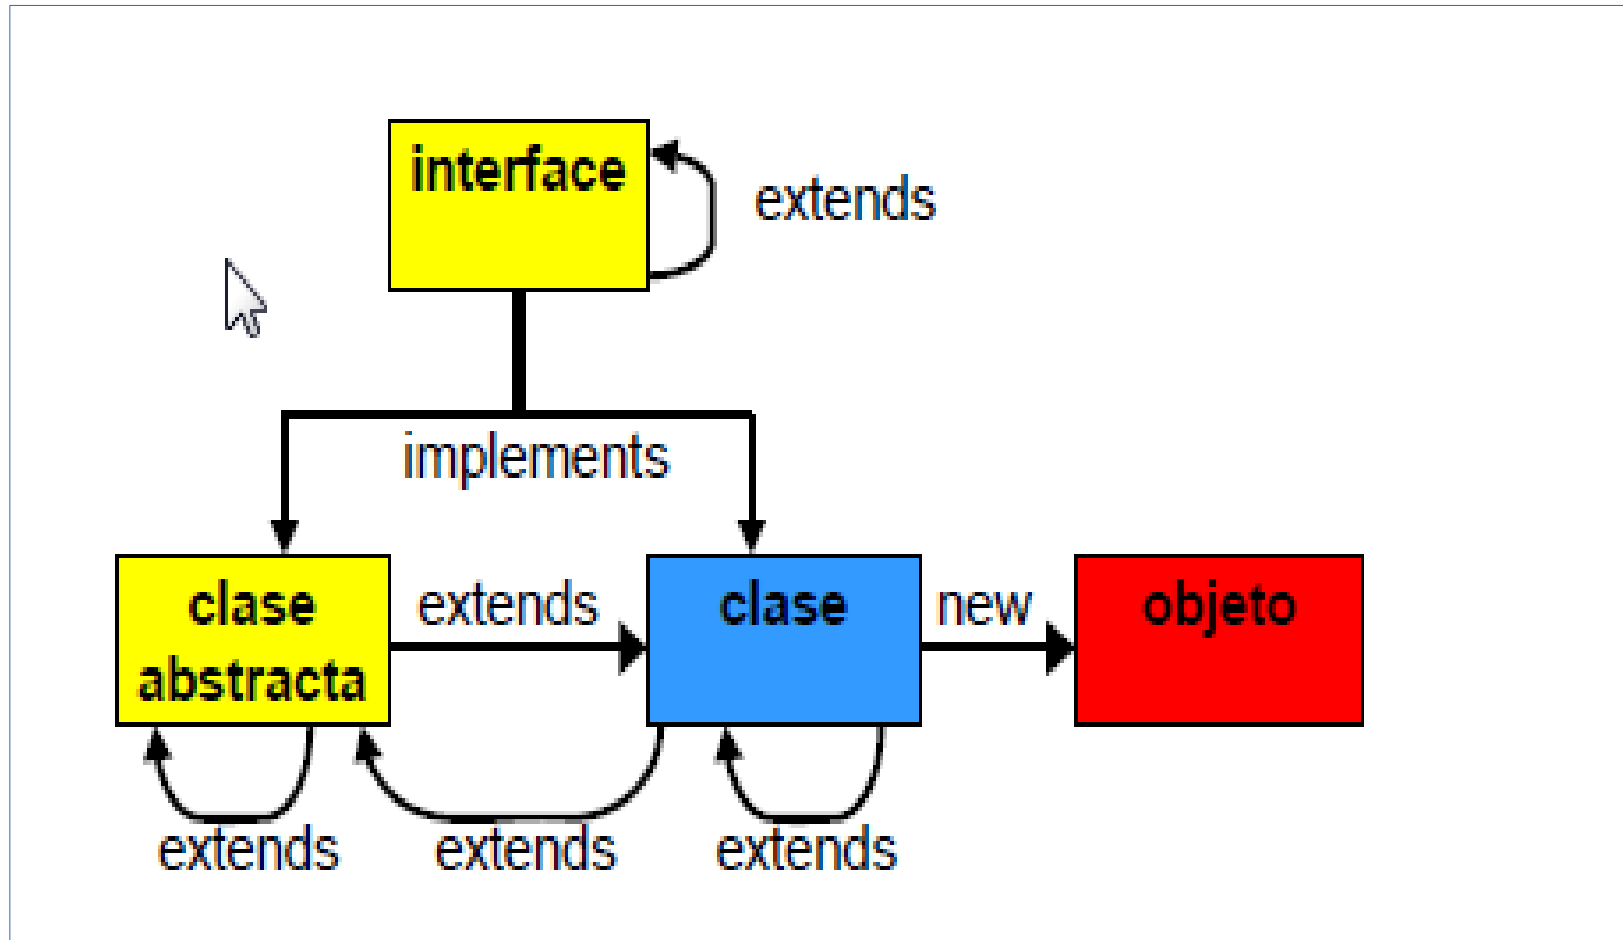 interface
extends
implements
clase
abstracta
extends
clase
new
objeto
extends
extends
extends